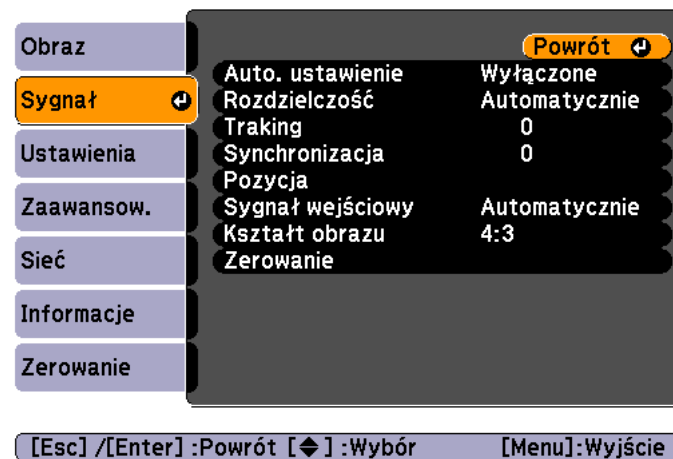 Obraz
Sygnał
Ustawienia
Zaawansow.
Sieć
Informacje
Zerowanie
Powrót
Auto. ustawienie Wyłączone
Rozdzielczość Automatycznie
Traking 0
Synchronizacja 0
Pozycja
Sygnał wejściowy Automatycznie
Kształt obrazu 4:3
Zerowanie
[Esc] /[Enter] :Powrót [◆] :Wybór [Menu]:Wyjście